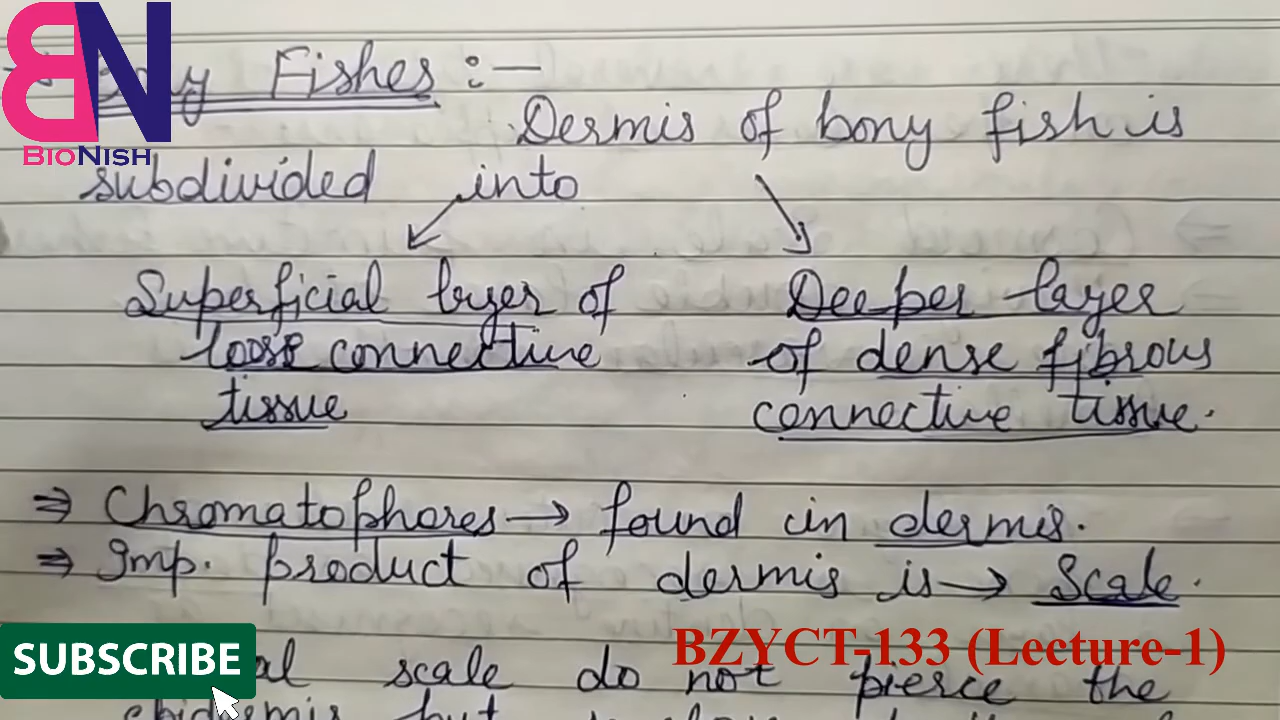 BN
BIONISH
Fishes :—
Dermis of bony fish is
subdivided into
Superficial layer of
loose connective
tissue
Deeper layer
of dense fibrous
connective tissue.
⇒ Chromatophores → found in dermis.
⇒ Imp. product of dermis is → Scale.
SUBSCRIBE
BZYCT-133 (Lecture-1)
al scale do not pierce the